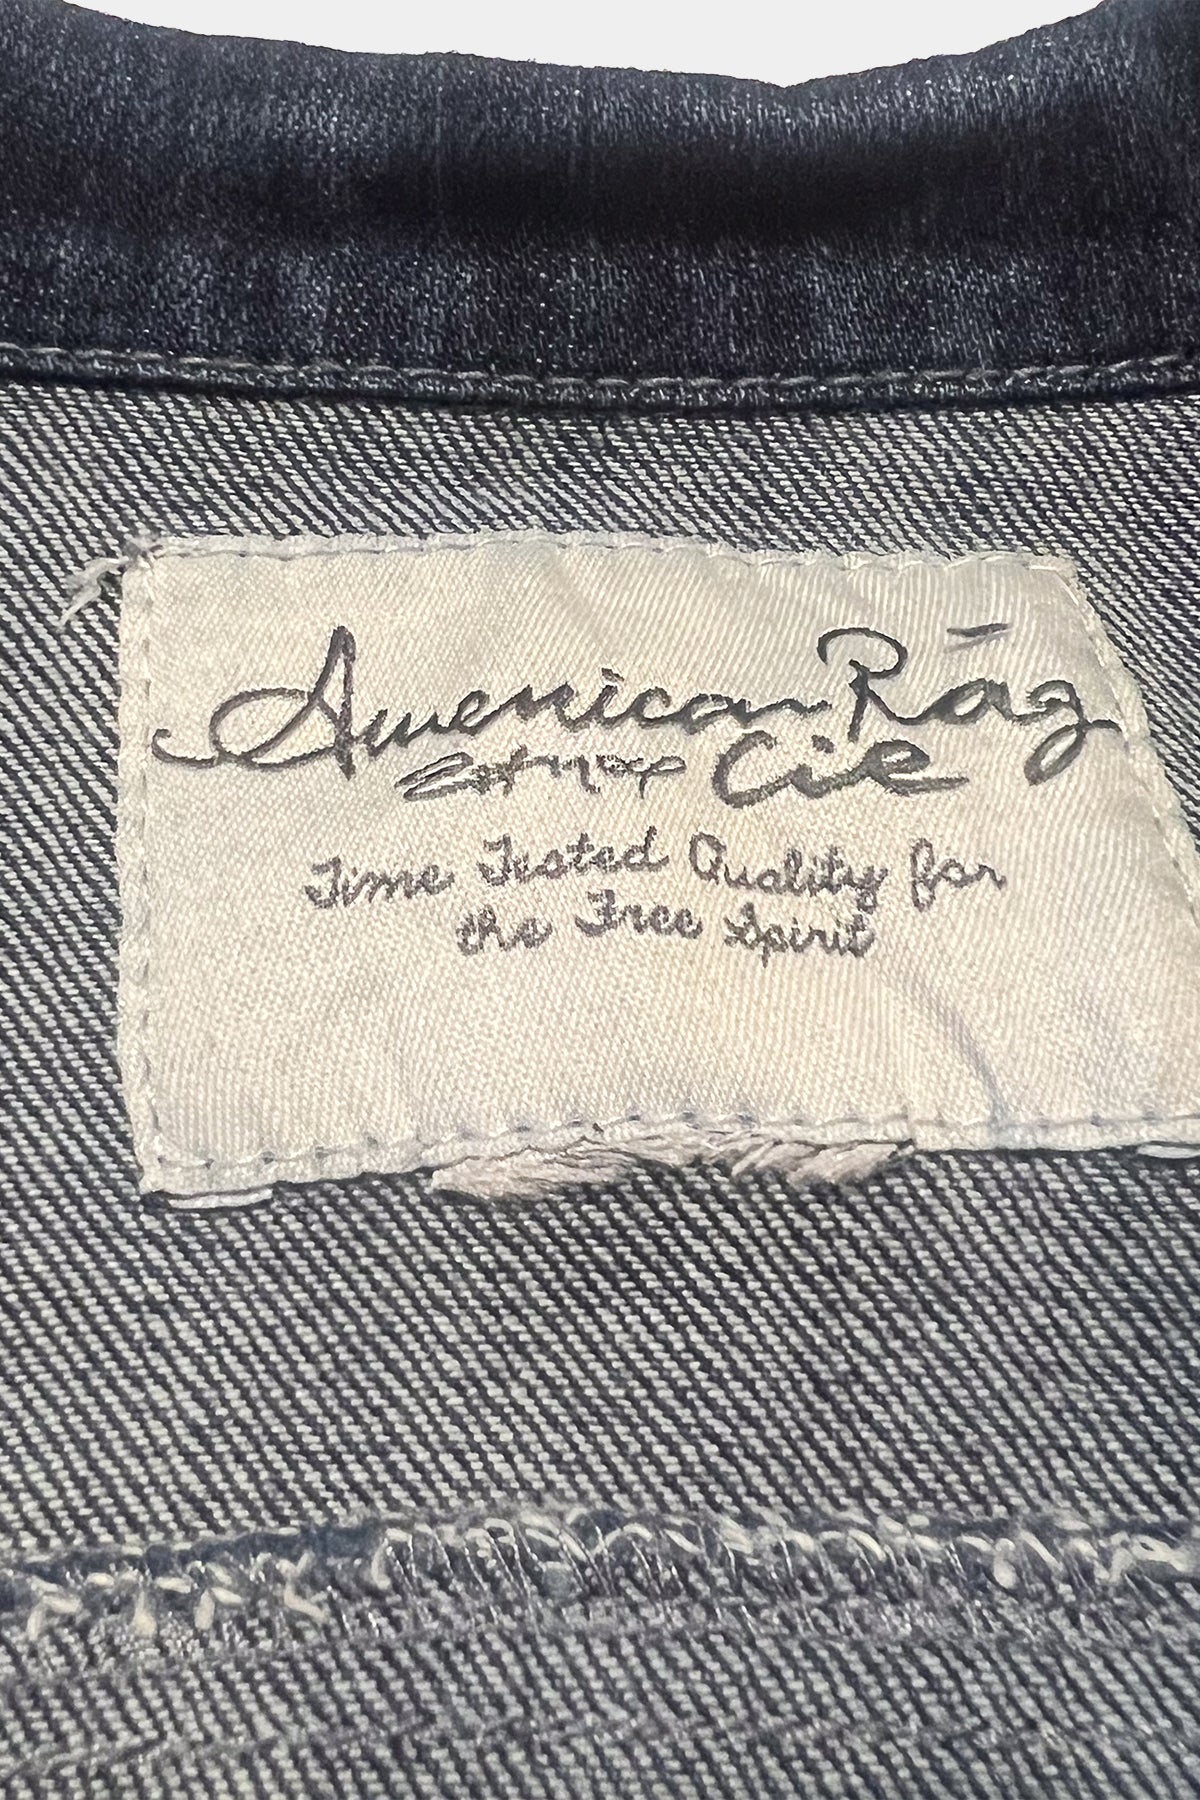 American Rag
Cie
Time Tested Quality for
the Free Spirit